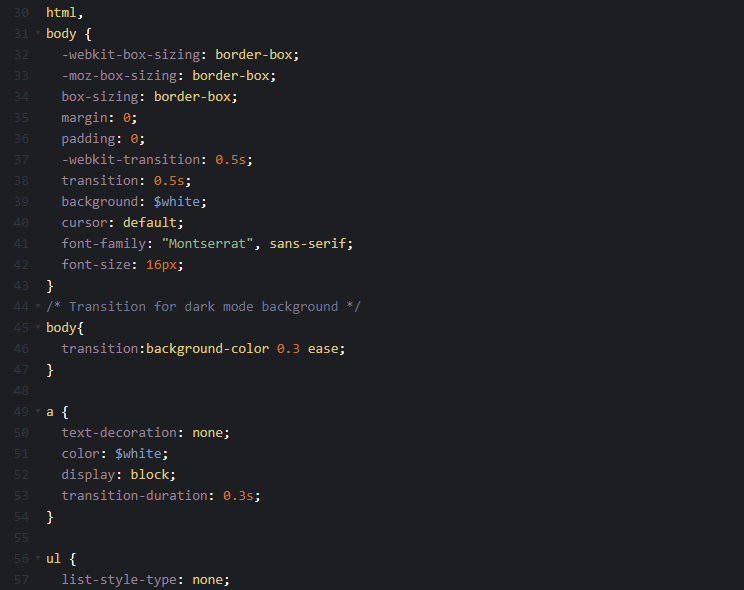 30 html,
31 body {
32 -webkit-box-sizing: border-box;
33 -moz-box-sizing: border-box;
34 box-sizing: border-box;
35 margin: 0;
36 padding: 0;
37 -webkit-transition: 0.5s;
38 transition: 0.5s;
39 background: $white;
40 cursor: default;
41 font-family: "Montserrat", sans-serif;
42 font-size: 16px;
43 }
44 /* Transition for dark mode background */
45 body{
46 transition:background-color 0.3 ease;
47 }
48
49 a {
50 text-decoration: none;
51 color: $white;
52 display: block;
53 transition-duration: 0.3s;
54 }
55
56 ul {
57 list-style-type: none;